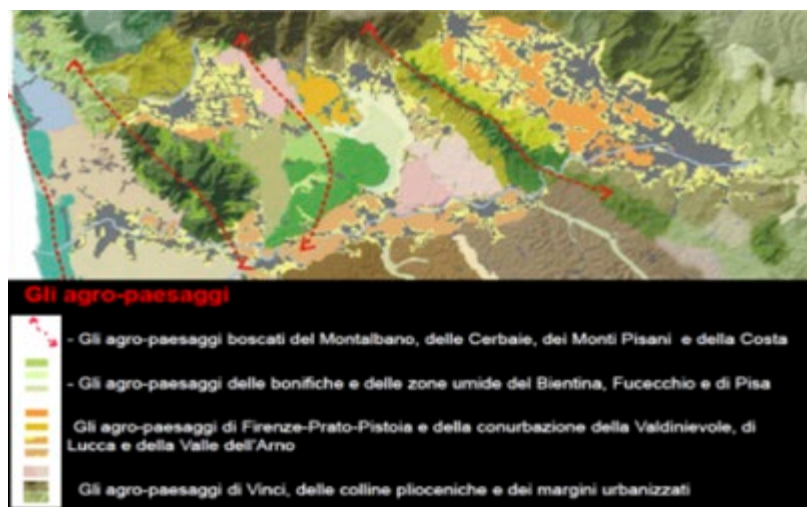 Gli agro-paesaggi
- Gli agro-paesaggi boscati del Montalbano, delle Cerbaie, dei Monti Pisani e della Costa
- Gli agro-paesaggi delle bonifiche e delle zone umide del Bientina, Fucecchio e di Pisa
Gli agro-paesaggi di Firenze-Prato-Pistoia e della conurbazione della Valdinievole, di
Lucca e della Valle dell'Arno
Gli agro-paesaggi di Vinci, delle colline plioceniche e dei margini urbanizzati